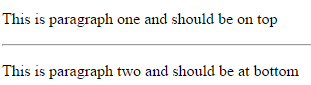 This is paragraph one and should be on top
This is paragraph two and should be at bottom